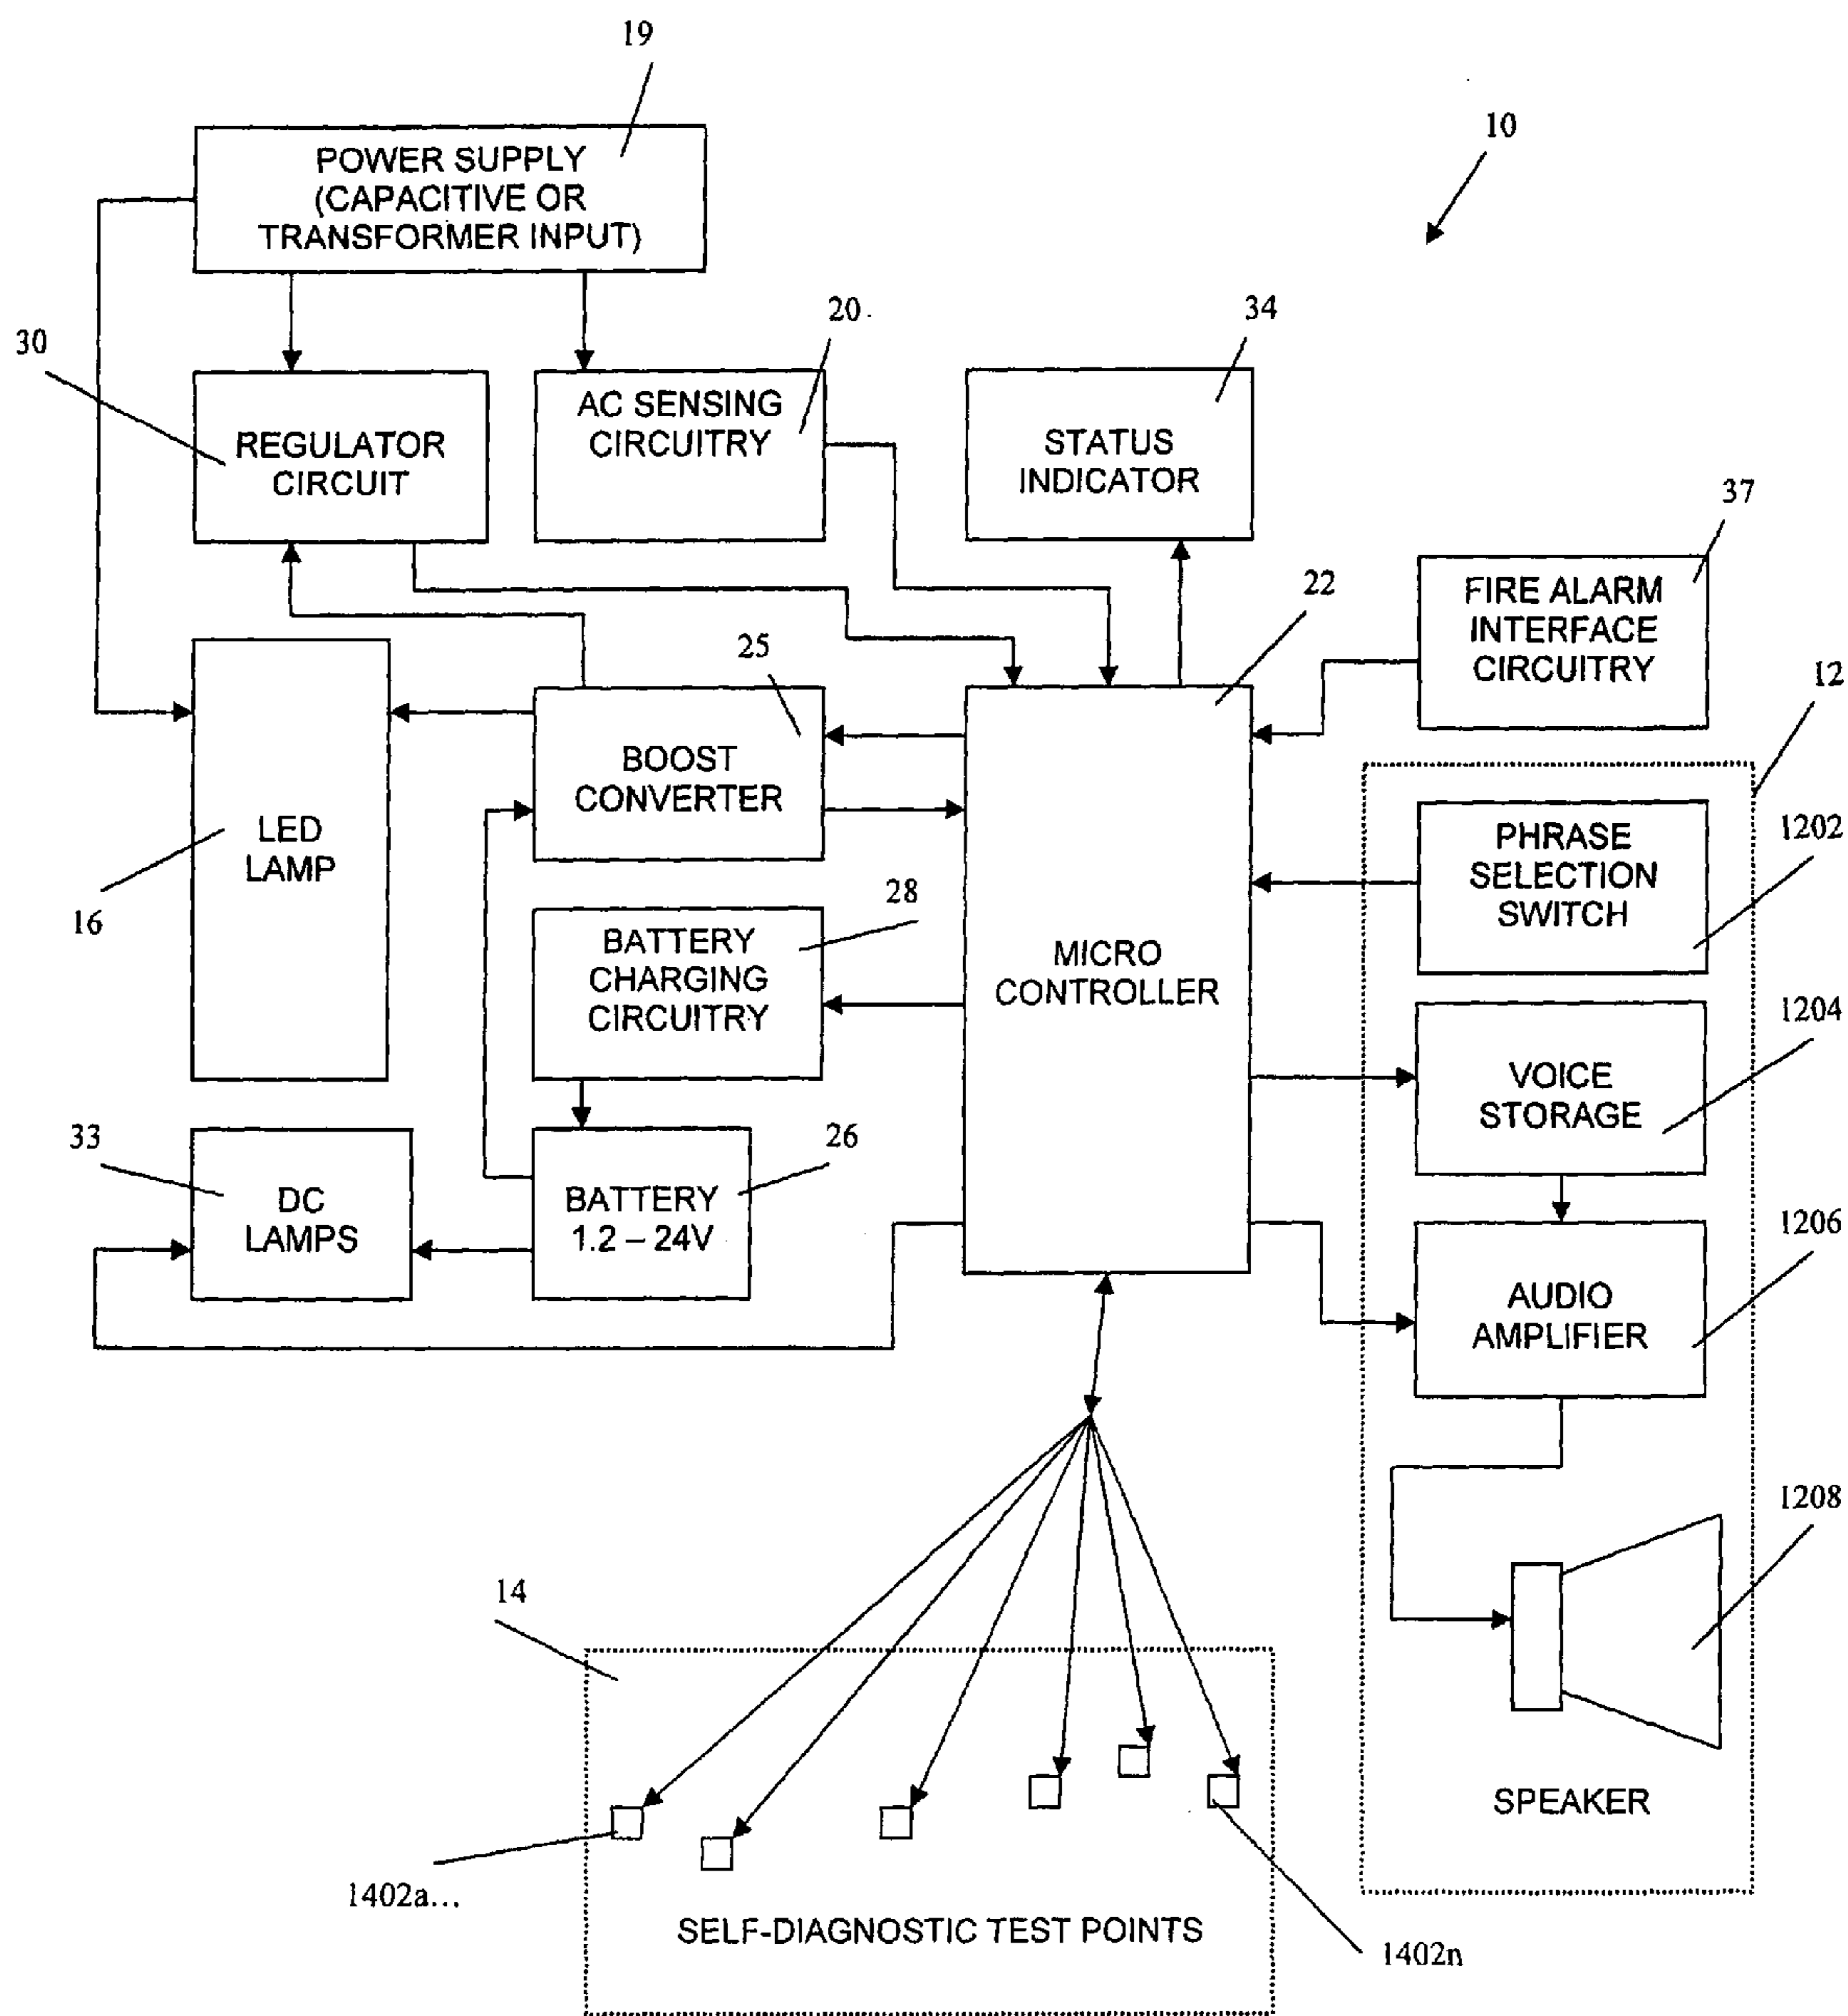 19
POWER SUPPLY
(CAPACITIVE OR
TRANSFORMER INPUT)
10
30
REGULATOR
CIRCUIT
20
AC SENSING
CIRCUITRY
34
STATUS
INDICATOR
37
FIRE ALARM
INTERFACE
CIRCUITRY
22
12
25
BOOST
CONVERTER
LED
LAMP
16
28
BATTERY
CHARGING
CIRCUITRY
MICRO
CONTROLLER
PHRASE
SELECTION
SWITCH
1202
1204
VOICE
STORAGE
33
DC
LAMPS
26
BATTERY
1.2 – 24V
1206
AUDIO
AMPLIFIER
1208
SPEAKER
14
1402a...
1402n
SELF-DIAGNOSTIC TEST POINTS